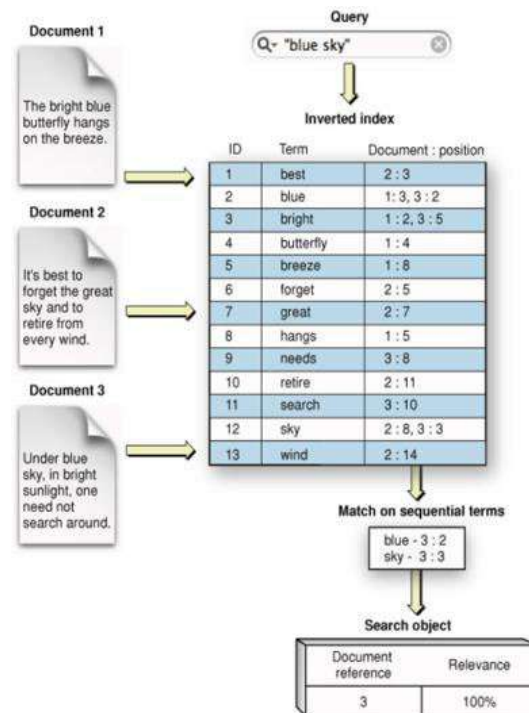 Document 1
The bright blue
butterfly hangs
on the breeze.
Document 2
It's best to
forget the great
sky and to
retire from
every wind.
Document 3
Under blue
sky, in bright
sunlight, one
need not
search around.
Query
"blue sky"
Inverted index
ID Term Document : position
1 best 2 : 3
2 blue 1: 3, 3 : 2
3 bright 1 : 2, 3 : 5
4 butterfly 1 : 4
5 breeze 1 : 8
6 forget 2 : 5
7 great 2 : 7
8 hangs 1 : 5
9 needs 3 : 8
10 retire 2 : 11
11 search 3 : 10
12 sky 2 : 8, 3 : 3
13 wind 2 : 14
Match on sequential terms
blue - 3 : 2
sky - 3 : 3
Search object
Document
reference
Relevance
3 100%